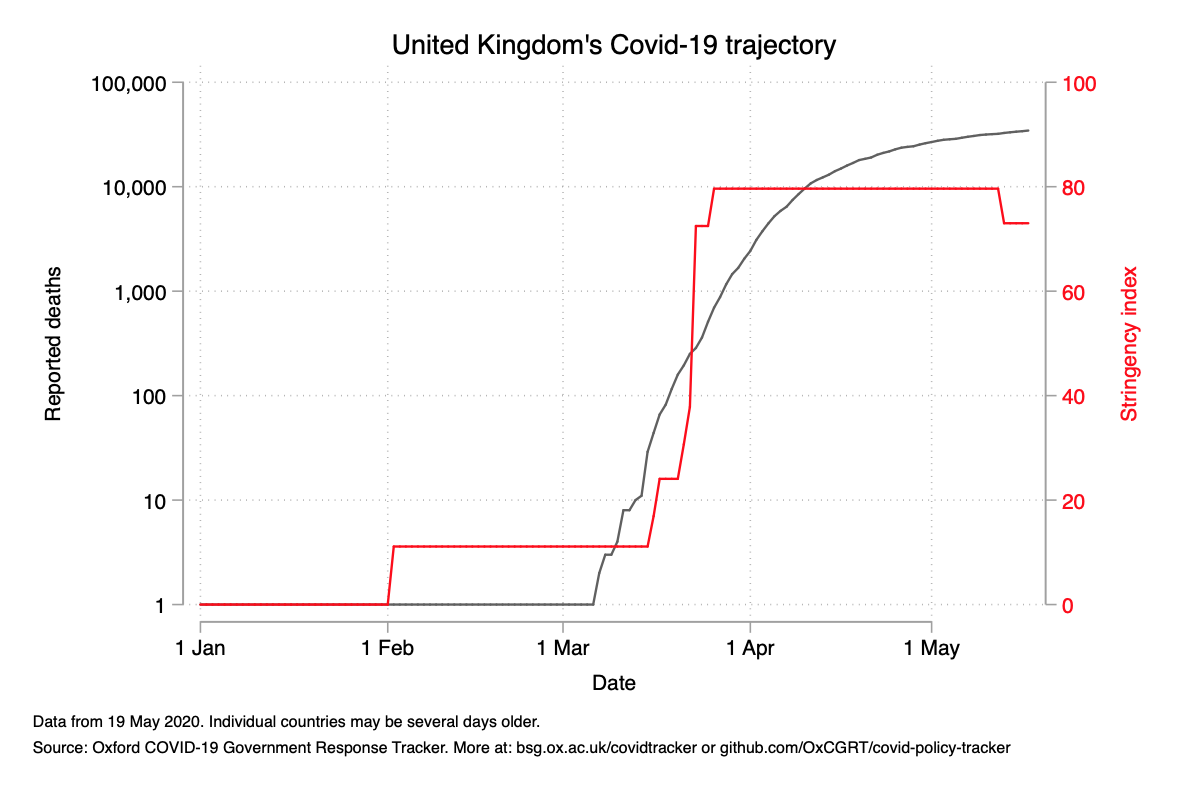 United Kingdom's Covid-19 trajectory
100,000
10,000
1,000
100
10
1
Reported deaths
100
80
60
40
20
0
Stringency index
1 Jan
1 Feb
1 Mar
1 Apr
1 May
Date
Data from 19 May 2020. Individual countries may be several days older.
Source: Oxford COVID-19 Government Response Tracker. More at: bsg.ox.ac.uk/covidtracker or github.com/OxCGRT/covid-policy-tracker